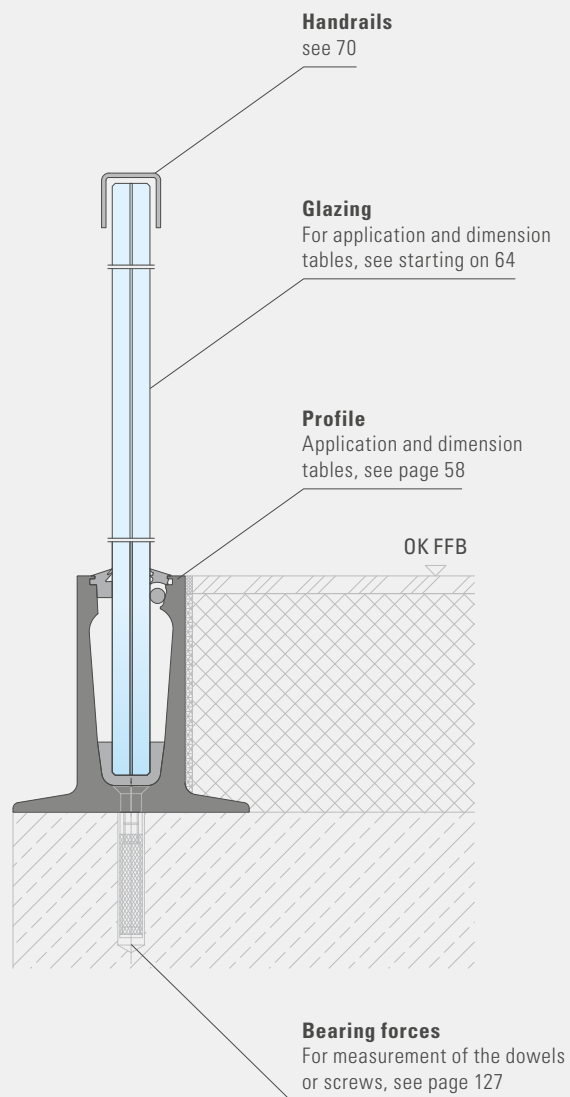 Handrails
see 70
Glazing
For application and dimension
tables, see starting on 64
Profile
Application and dimension
tables, see page 58
OK FFB
Bearing forces
For measurement of the dowels
or screws, see page 127